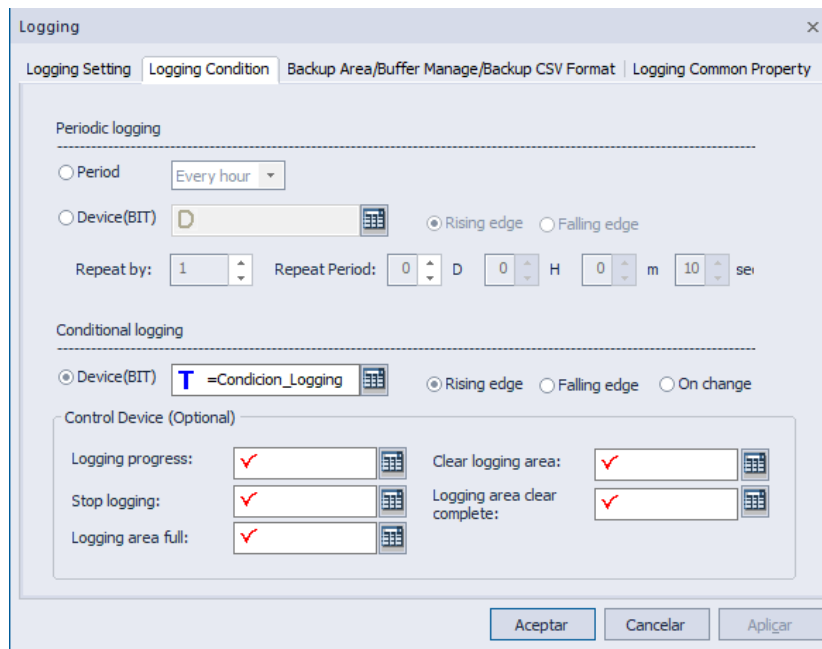 Logging
Logging Setting Logging Condition Backup Area/Buffer Manage/Backup CSV Format Logging Common Property
Periodic logging
Period Every hour
Device(BIT) D Rising edge Falling edge
Repeat by: 1 Repeat Period: 0 D 0 H 0 m 10 sec
Conditional logging
Device(BIT) T =Condicion_Logging Rising edge Falling edge On change
Control Device (Optional)
Logging progress: Clear logging area:
Stop logging: Logging area clear complete:
Logging area full:
Aceptar Cancelar Aplicar